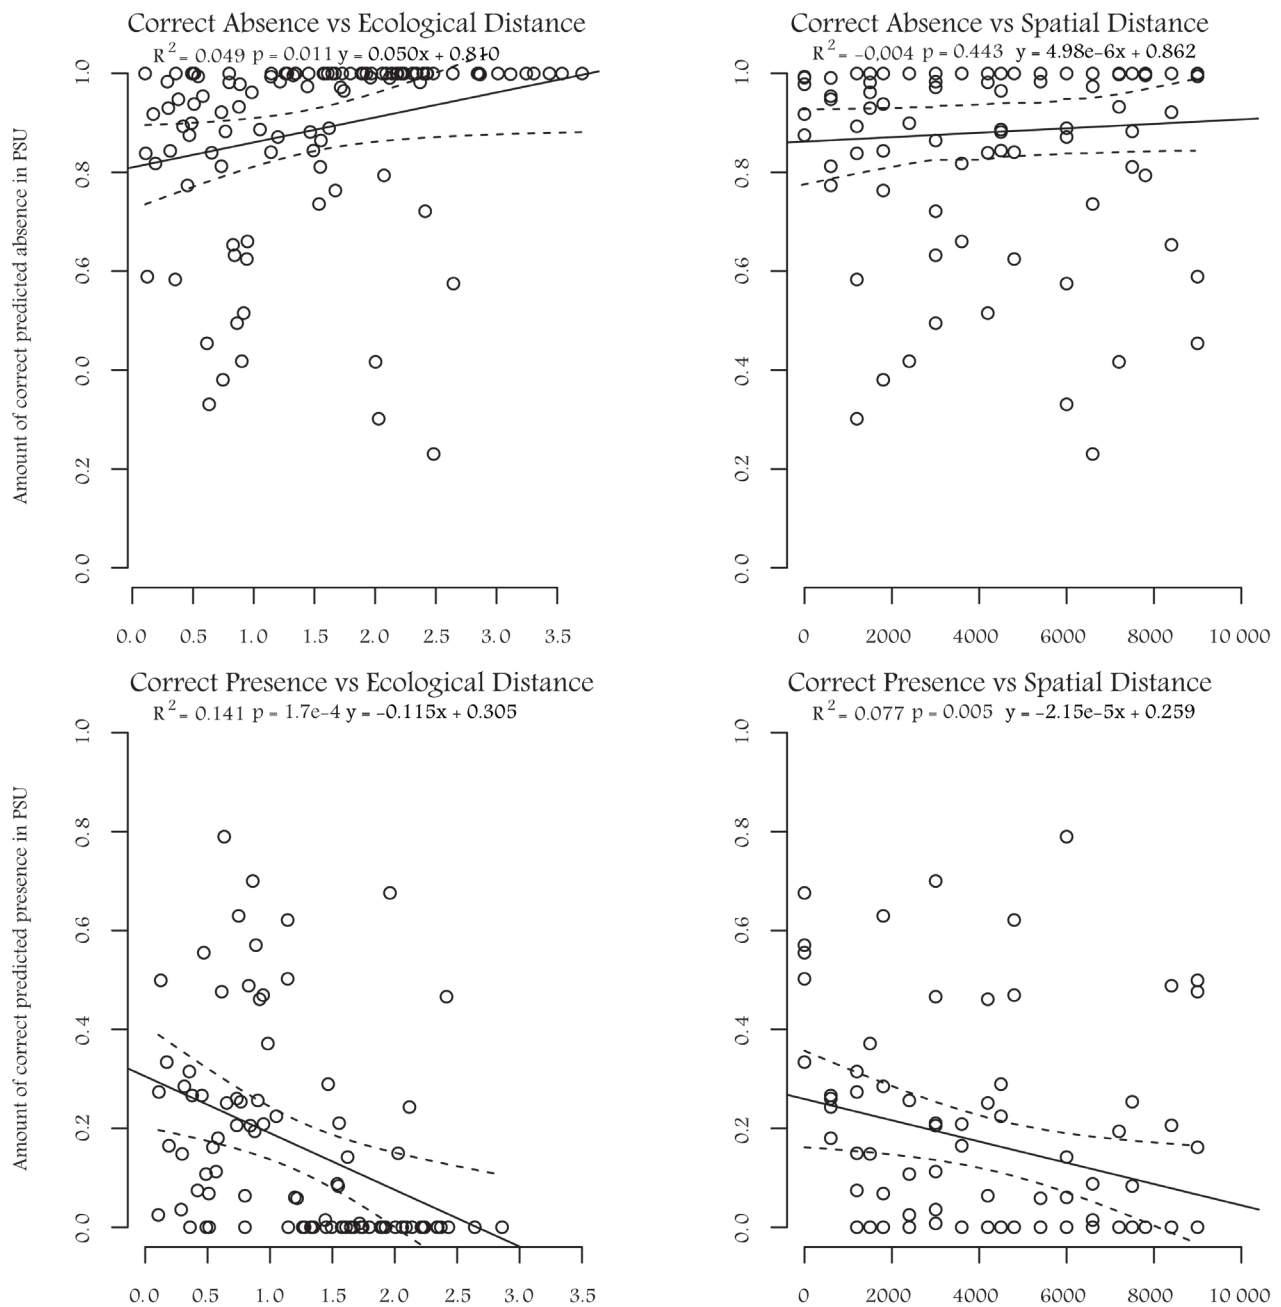 Correct Absence vs Ecological Distance
R2 = 0.049 p = 0.011 y = 0.050x + 0.810
Amount of correct predicted absence in PSU
1.0
0.8
0.6
0.0
0.2
0.0
0.0 0.5 1.0 1.5 2.0 2.5 3.0 3.5
Correct Absence vs Spatial Distance
R2 = -0,004 p = 0.443 y = 4.98e-6x + 0.862
1.0
0.8
0.6
0.4
0.2
0.0
0 2000 4000 6000 8000 10 000
Correct Presence vs Ecological Distance
R2 = 0.141 p = 1.7e-4 y = -0.115x + 0.305
Amount of correct predicted presence in PSU
1.0
0.8
0.6
0.4
0.2
0.0
0.0 0.5 1.0 1.5 2.0 2.5 3.0 3.5
Correct Presence vs Spatial Distance
R2 = 0.077 p = 0.005 y = -2.15e-5x + 0.259
1.0
0.8
0.6
0.4
0.2
0.0
0 2000 4000 6000 8000 10 000